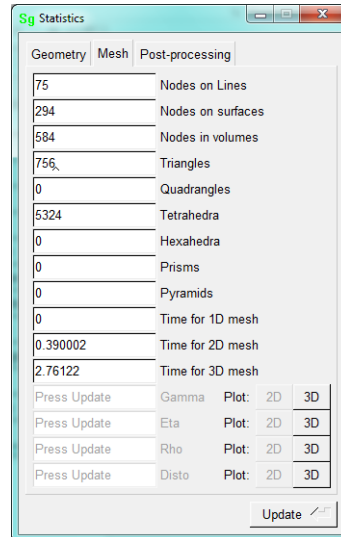 Sg Statistics
Geometry Mesh Post-processing
75 Nodes on Lines
294 Nodes on surfaces
584 Nodes in volumes
756 Triangles
0 Quadrangles
5324 Tetrahedra
0 Hexahedra
0 Prisms
0 Pyramids
0 Time for 1D mesh
0.390002 Time for 2D mesh
2.76122 Time for 3D mesh
Press Update Gamma Plot: 2D 3D
Press Update Eta Plot: 2D 3D
Press Update Rho Plot: 2D 3D
Press Update Disto Plot: 2D 3D
Update